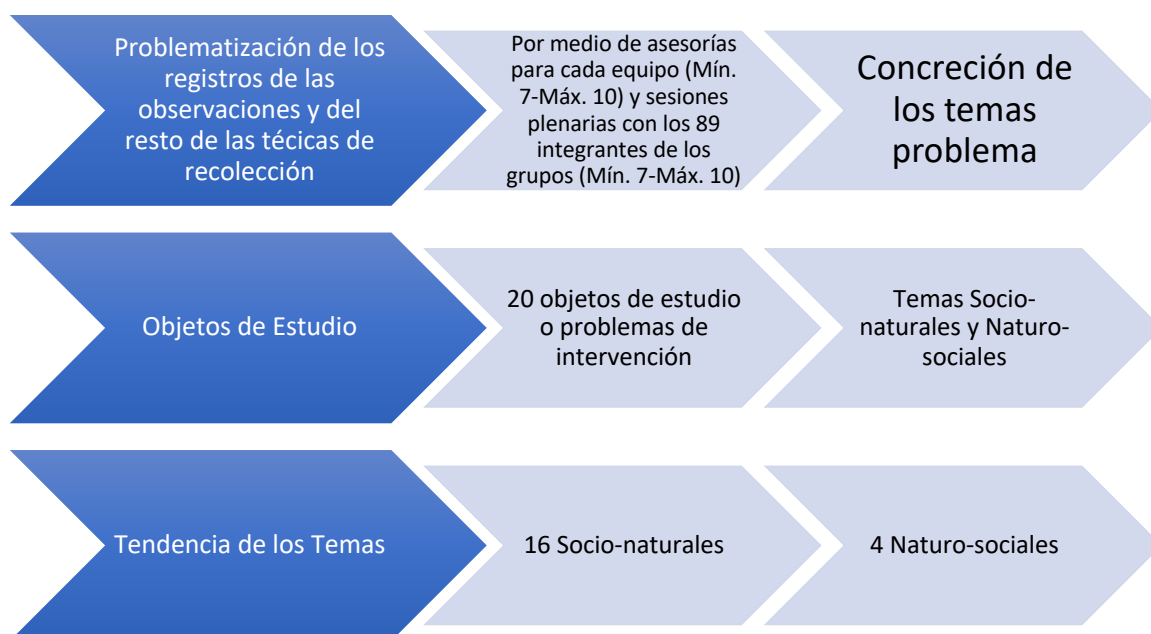 Problematización de los
registros de las
observaciones y del
resto de las técicas de
recolección
Por medio de asesorías
para cada equipo (Mín.
7-Máx. 10) y sesiones
plenarias con los 89
integrantes de los
grupos (Mín. 7-Máx. 10)
Concreción de
los temas
problema
Objetos de Estudio
20 objetos de estudio
o problemas de
intervención
Temas Socio-
naturales y Naturo-
sociales
Tendencia de los Temas
16 Socio-naturales
4 Naturo-sociales